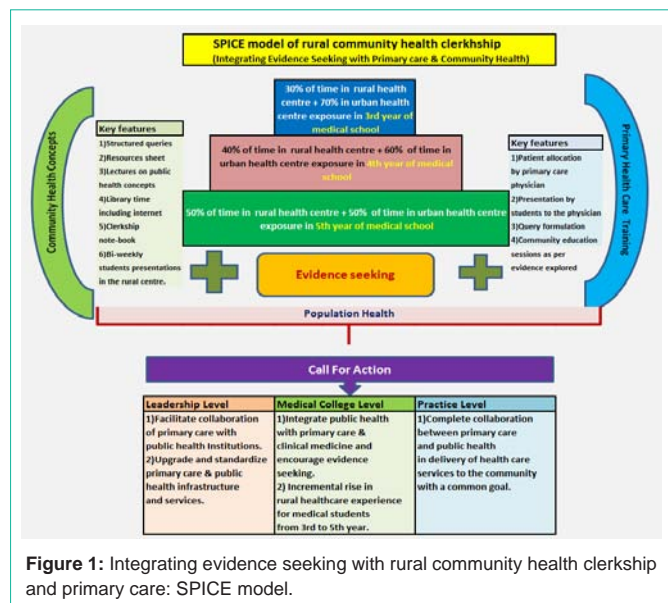 SPICE model of rural community health clerkhship
(Integrating Evidence Seeking with Primary care & Community Health)
30% of time in rural health
centre + 70% in urban health
centre exposure in 3rd year of
medical school
40% of time in rural health centre + 60% of time in
urban health centre exposure in 4th year of medical
school
50% of time in rural health centre + 50% of time in urban health centre
exposure in 5th year of medical school
Community Health Concepts
Key features
1)Structured queries
2)Resources sheet
3)Lectures on public
health concepts
4)Library time
including internet
5)Clerkship
note-book
6)Bi-weekly
students presentations
in the rural centre.
Key features
1)Patient allocation
by primary care
physician
2)Presentation by
students to the physician
3)Query formulation
4)Community education
sessions as per
evidence explored
Primary Health Care Training
Evidence seeking
Population Health
Call For Action
Leadership Level
1)Facilitate collaboration
of primary care with
public health Institutions.
2)Upgrade and standardize
primary care & public
health infrastructure
and services.
Medical College Level
1)Integrate public health
with primary care &
clinical medicine and
encourage evidence
seeking.
2) Incremental rise in
rural healthcare experience
for medical students
from 3rd to 5th year.
Practice Level
1)Complete collaboration
between primary care
and public health
in delivery of health care
services to the community
with a common goal.
Figure 1: Integrating evidence seeking with rural community health clerkship
and primary care: SPICE model.